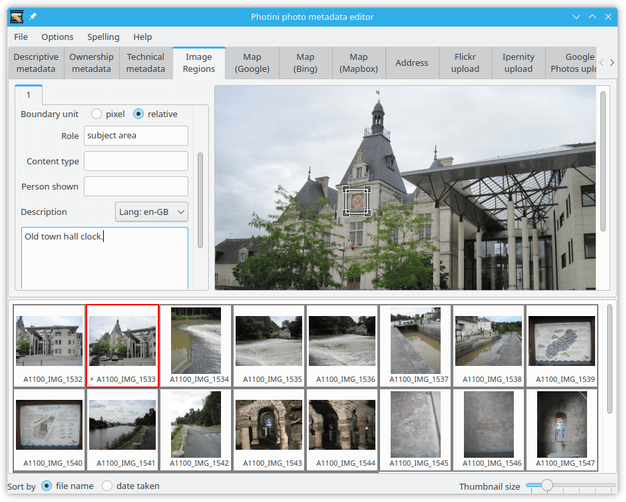 Photini photo metadata editor
File Options Spelling Help
Descriptive metadata
Ownership metadata
Technical metadata
Image Regions
Map (Google)
Map (Bing)
Map (Mapbox)
Address
Flickr upload
Ipernity upload
Google Photos uplo
1
Boundary unit pixel relative
Role subject area
Content type
Person shown
Description Lang: en-GB
Old town hall clock.
A1100_IMG_1532 ⚡ A1100_IMG_1533 A1100_IMG_1534 A1100_IMG_1535 A1100_IMG_1536 A1100_IMG_1537 A1100_IMG_1538 A1100_IMG_1539
A1100_IMG_1540 A1100_IMG_1541 A1100_IMG_1542 A1100_IMG_1543 A1100_IMG_1544 A1100_IMG_1545 A1100_IMG_1546 A1100_IMG_1547
Sort by file name date taken Thumbnail size